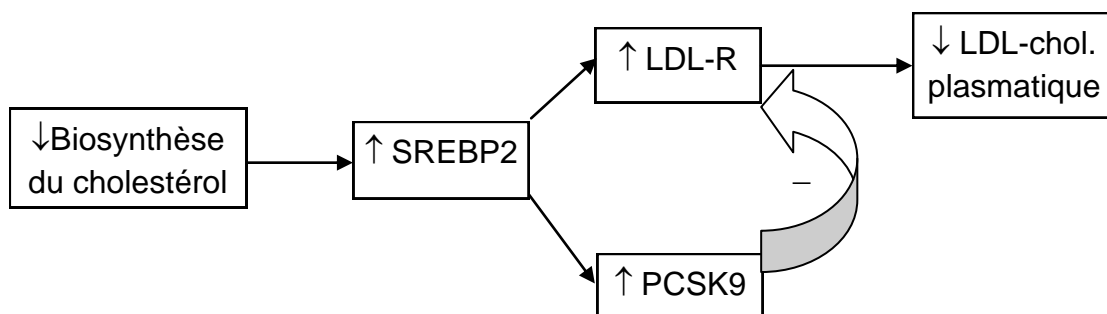 ↓Biosynthèse
du cholestérol
↑ SREBP2
↑ LDL-R
↓ LDL-chol.
plasmatique
–
↑ PCSK9